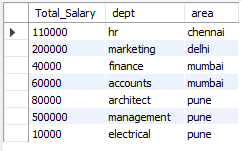 Total_Salary dept area
110000 hr chennai
200000 marketing delhi
40000 finance mumbai
60000 accounts mumbai
80000 architect pune
500000 management pune
10000 electrical pune